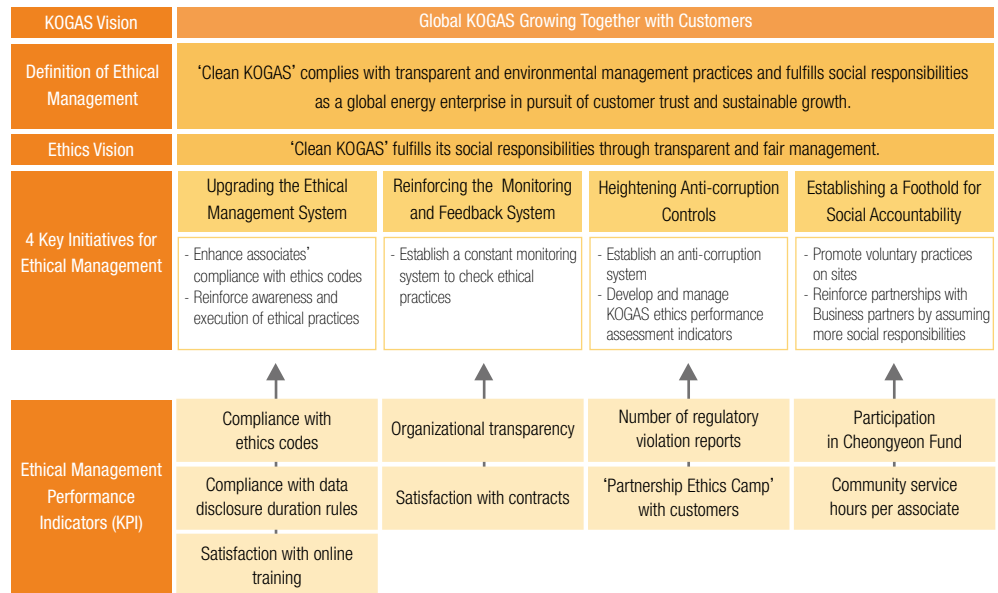 KOGAS Vision
Global KOGAS Growing Together with Customers
Definition of Ethical
Management
‘Clean KOGAS’ complies with transparent and environmental management practices and fulfills social responsibilities
as a global energy enterprise in pursuit of customer trust and sustainable growth.
Ethics Vision
‘Clean KOGAS’ fulfills its social responsibilities through transparent and fair management.
4 Key Initiatives for
Ethical Management
Upgrading the Ethical
Management System
- Enhance associates’
compliance with ethics codes
- Reinforce awareness and
execution of ethical practices
Reinforcing the Monitoring
and Feedback System
- Establish a constant monitoring
system to check ethical
practices
Heightening Anti-corruption
Controls
- Establish an anti-corruption
system
- Develop and manage
KOGAS ethics performance
assessment indicators
Establishing a Foothold for
Social Accountability
- Promote voluntary practices
on sites
- Reinforce partnerships with
Business partners by assuming
more social responsibilities
Ethical Management
Performance
Indicators (KPI)
Compliance with
ethics codes
Compliance with data
disclosure duration rules
Satisfaction with online
training
Organizational transparency
Satisfaction with contracts
Number of regulatory
violation reports
‘Partnership Ethics Camp’
with customers
Participation
in Cheongyeon Fund
Community service
hours per associate